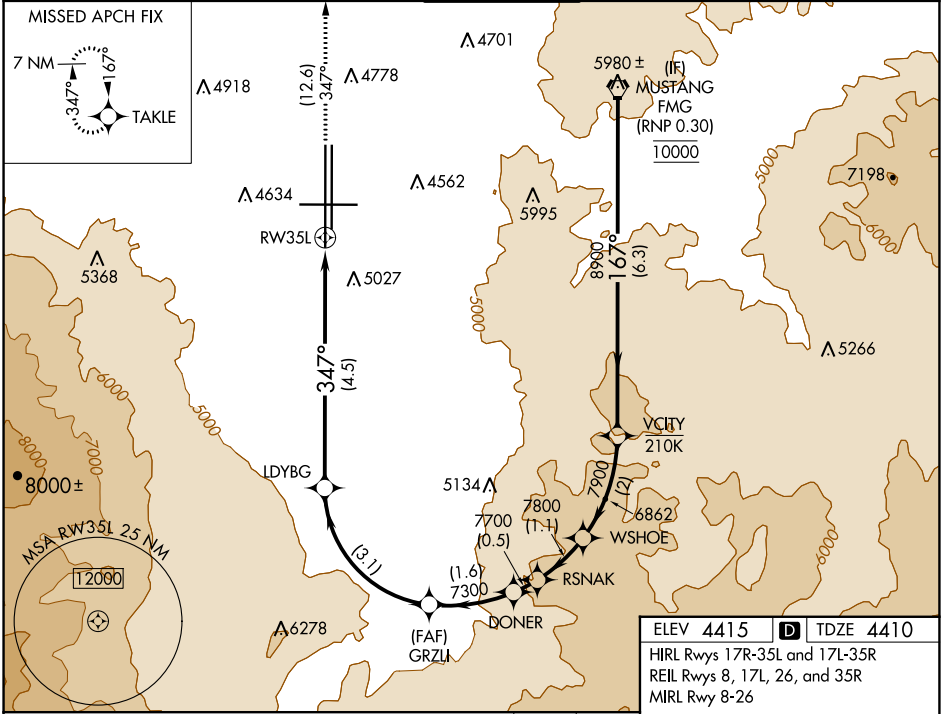 MISSED APCH FIX
7 NM
347°
167°
TAKLE
4918
(12.6)
347°
4778
4701
5980 ±
(IF)
MUSTANG
FMG
(RNP 0.30)
10000
5000
7198
6000
4634
4562
5995
RW35L
5368
5027
8900
167°
(6.3)
5000
6000
5000
7000
8000
347°
(4.5)
5266
VCITY
210K
LDYBG
8000±
5134
7900
(2)
6862
7800
(1.1)
7700
(0.5)
WSHOE
6000
MSA RW35L 25 NM
12000
(3.1)
(1.6)
7300
RSNAK
DONER
(FAF)
GRZLI
6278
ELEV 4415 D TDZE 4410
HIRL Rwys 17R-35L and 17L-35R
REIL Rwys 8, 17L, 26, and 35R
MIRL Rwy 8-26